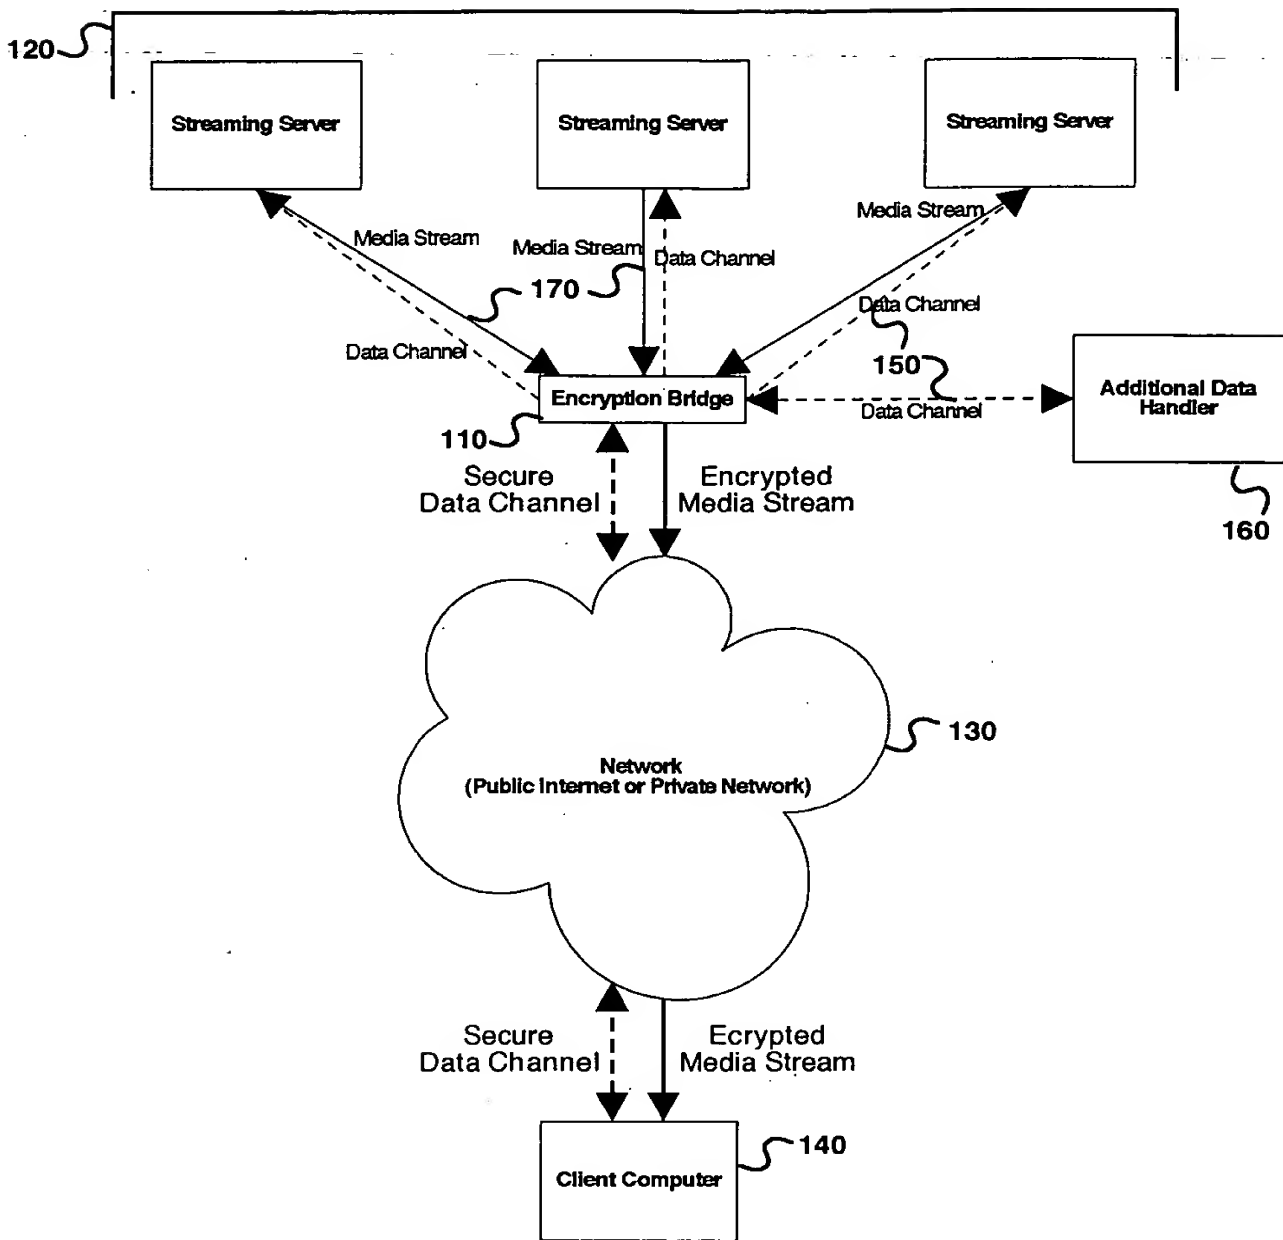 120
Streaming Server
Streaming Server
Streaming Server
Media Stream
Media Stream
Media Stream
Data Channel
170
Data Channel
Data Channel
150
Encryption Bridge
Data Channel
Additional Data
Handler
110
160
Secure
Data Channel
Encrypted
Media Stream
130
Network
(Public Internet or Private Network)
Secure
Data Channel
Ecrypted
Media Stream
140
Client Computer